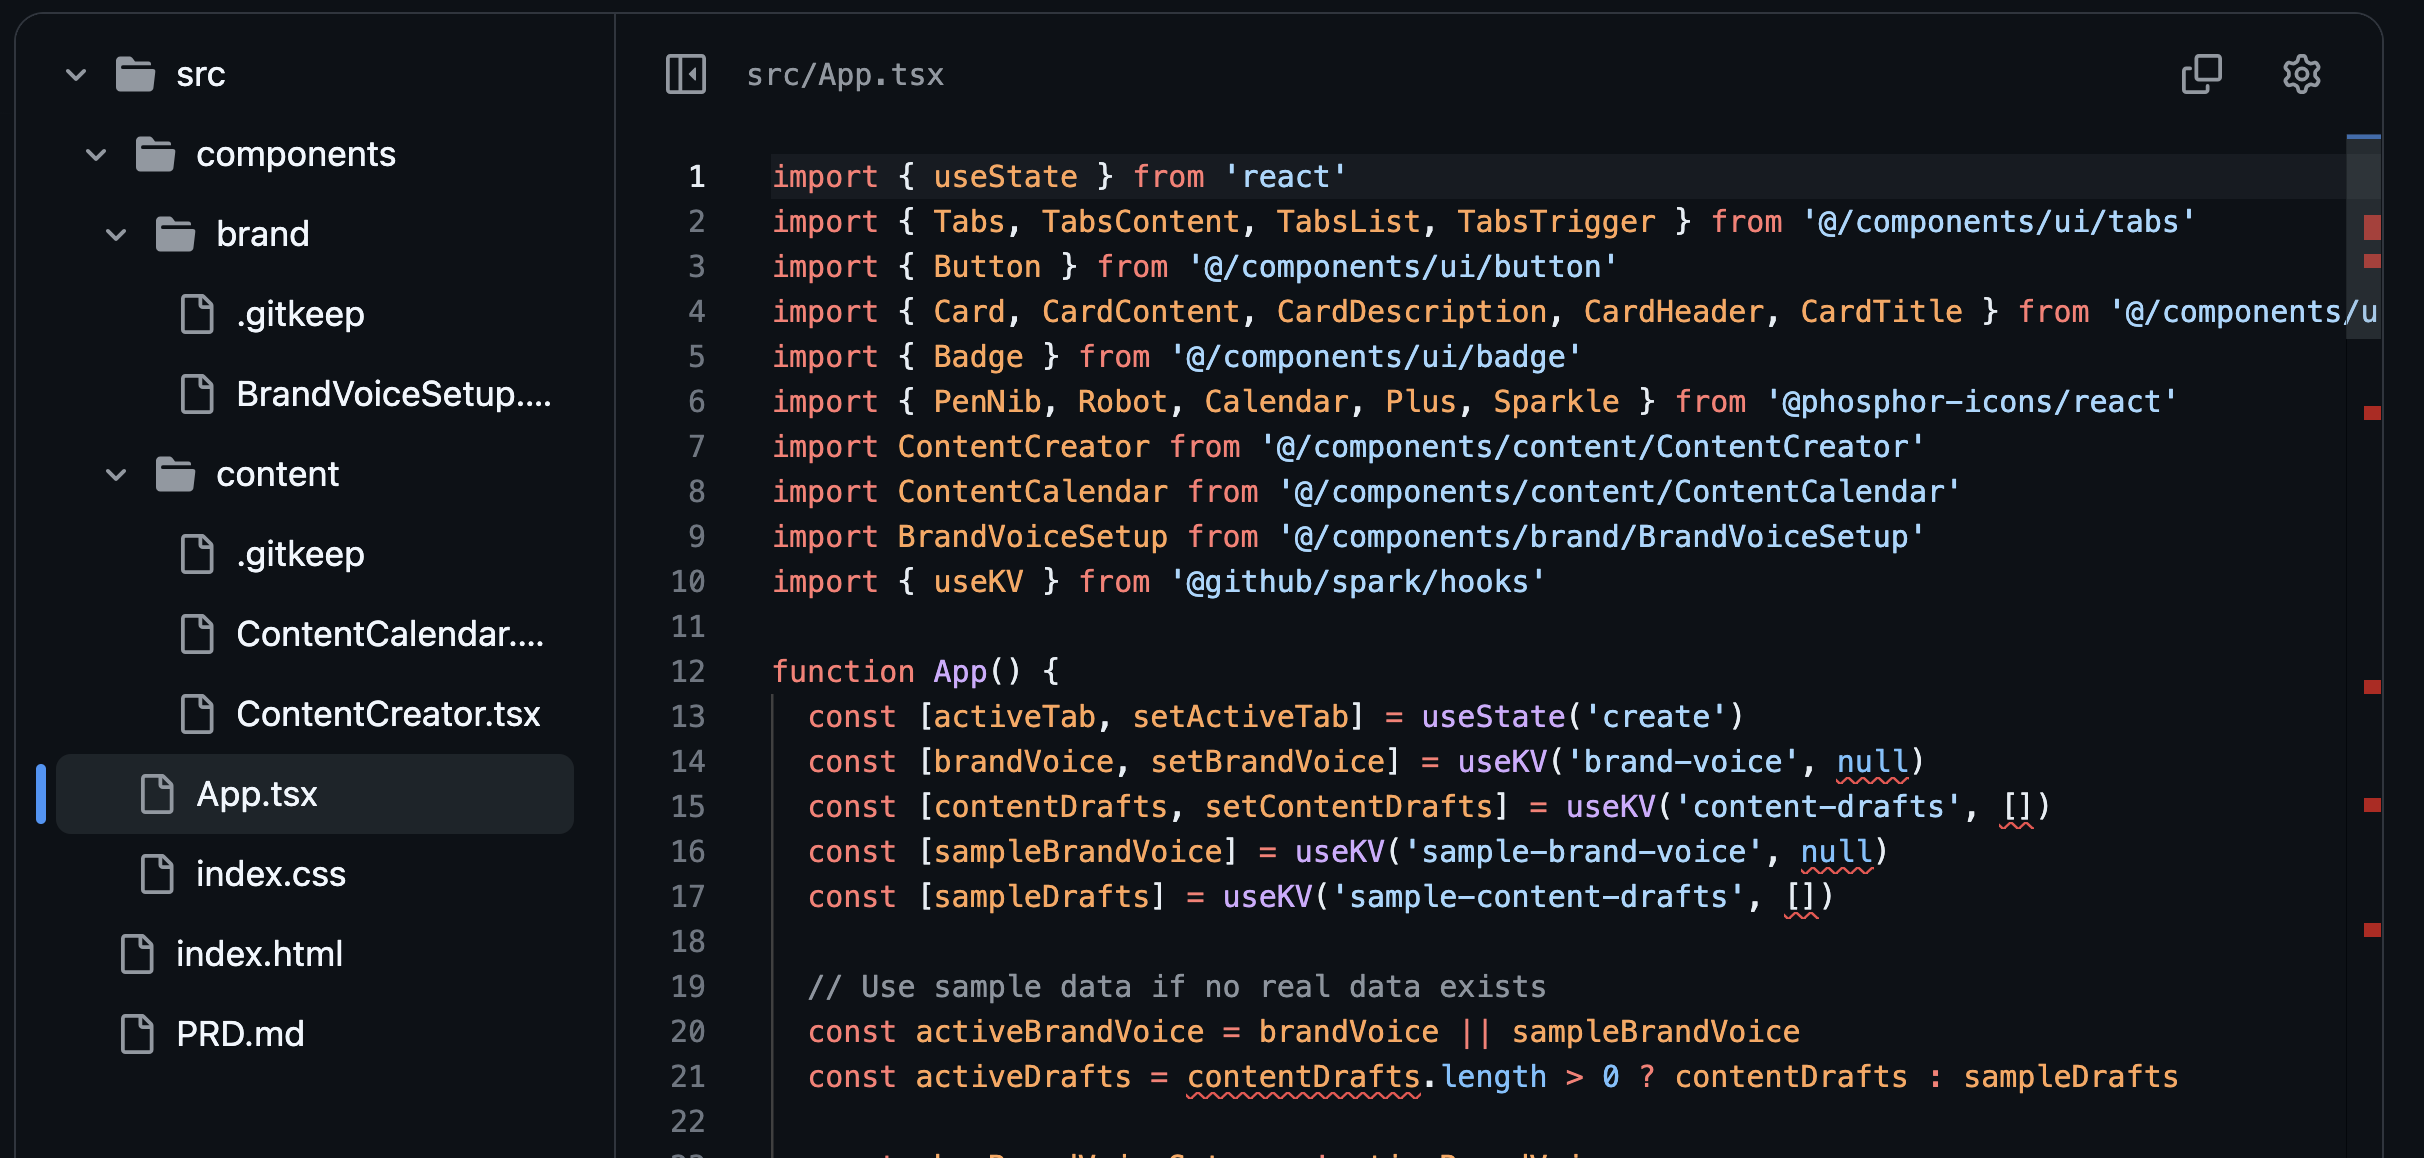 src
components
brand
.gitkeep
BrandVoiceSetup....
content
.gitkeep
ContentCalendar....
ContentCreator.tsx
App.tsx
index.css
index.html
PRD.md
src/App.tsx
1 import { useState } from 'react'
2 import { Tabs, TabsContent, TabsList, TabsTrigger } from '@/components/ui/tabs'
3 import { Button } from '@/components/ui/button'
4 import { Card, CardContent, CardDescription, CardHeader, CardTitle } from '@/components/u
5 import { Badge } from '@/components/ui/badge'
6 import { PenNib, Robot, Calendar, Plus, Sparkle } from '@phosphor-icons/react'
7 import ContentCreator from '@/components/content/ContentCreator'
8 import ContentCalendar from '@/components/content/ContentCalendar'
9 import BrandVoiceSetup from '@/components/brand/BrandVoiceSetup'
10 import { useKV } from '@github/spark/hooks'
11
12 function App() {
13 const [activeTab, setActiveTab] = useState('create')
14 const [brandVoice, setBrandVoice] = useKV('brand-voice', null)
15 const [contentDrafts, setContentDrafts] = useKV('content-drafts', [])
16 const [sampleBrandVoice] = useKV('sample-brand-voice', null)
17 const [sampleDrafts] = useKV('sample-content-drafts', [])
18
19 // Use sample data if no real data exists
20 const activeBrandVoice = brandVoice || sampleBrandVoice
21 const activeDrafts = contentDrafts.length > 0 ? contentDrafts : sampleDrafts
22